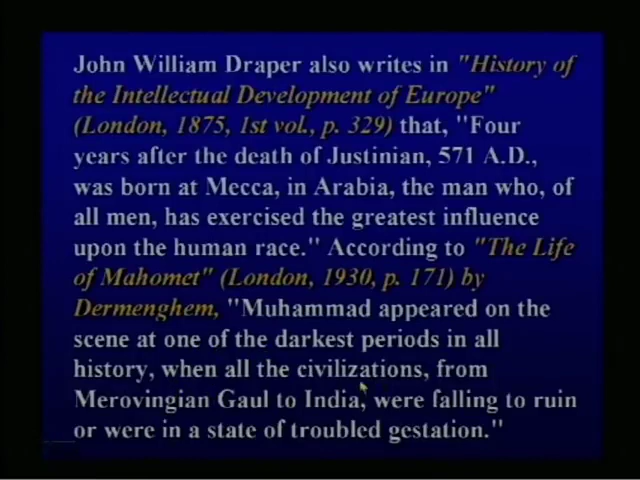 John William Draper also writes in "History of
the Intellectual Development of Europe"
(London, 1875, 1st vol., p. 329) that, "Four
years after the death of Justinian, 571 A.D.,
was born at Mecca, in Arabia, the man who, of
all men, has exercised the greatest influence
upon the human race." According to "The Life
of Mahomet" (London, 1930, p. 171) by
Dermenghem, "Muhammad appeared on the
scene at one of the darkest periods in all
history, when all the civilizations, from
Merovingian Gaul to India, were falling to ruin
or were in a state of troubled gestation."